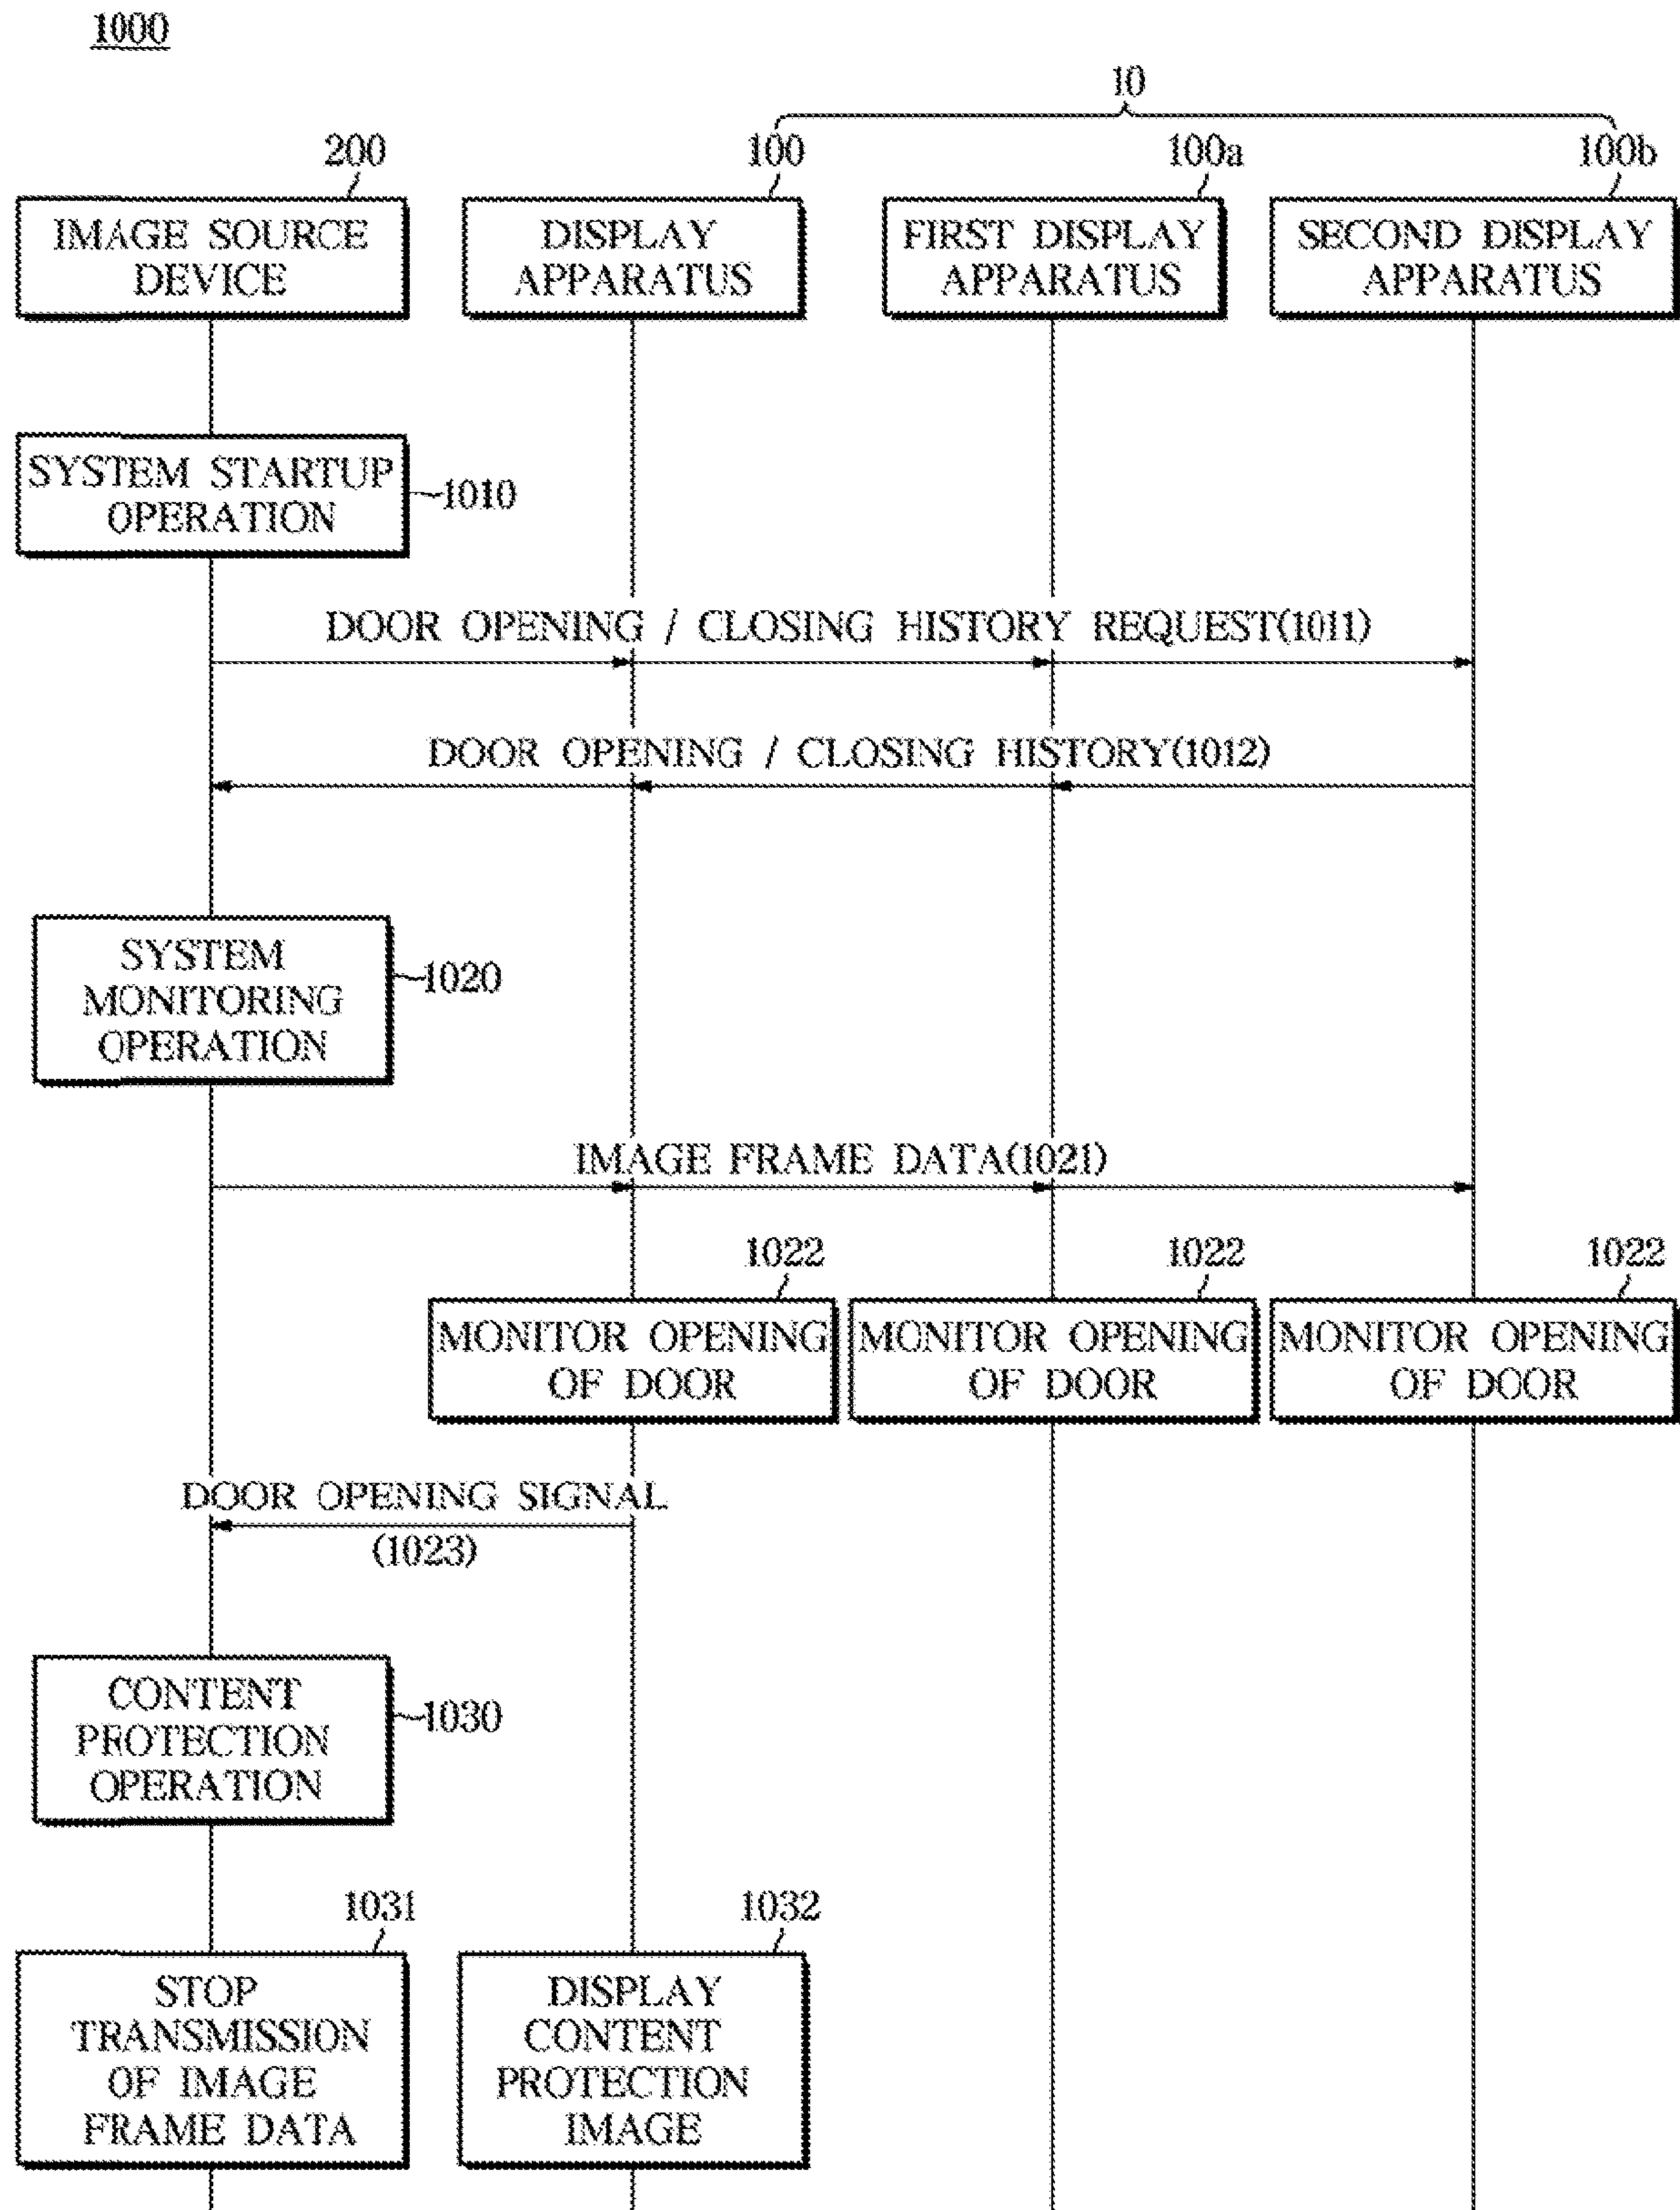 1000
10
200
100
100a
100b
IMAGE SOURCE
DEVICE
DISPLAY
APPARATUS
FIRST DISPLAY
APPARATUS
SECOND DISPLAY
APPARATUS
SYSTEM STARTUP
OPERATION
1010
DOOR OPENING / CLOSING HISTORY REQUEST(1011)
DOOR OPENING / CLOSING HISTORY(1012)
SYSTEM
MONITORING
OPERATION
1020
IMAGE FRAME DATA(1021)
1022
1022
1022
MONITOR OPENING
OF DOOR
MONITOR OPENING
OF DOOR
MONITOR OPENING
OF DOOR
DOOR OPENING SIGNAL
(1023)
CONTENT
PROTECTION
OPERATION
1030
1031
1032
STOP
TRANSMISSION
OF IMAGE
FRAME DATA
DISPLAY
CONTENT
PROTECTION
IMAGE